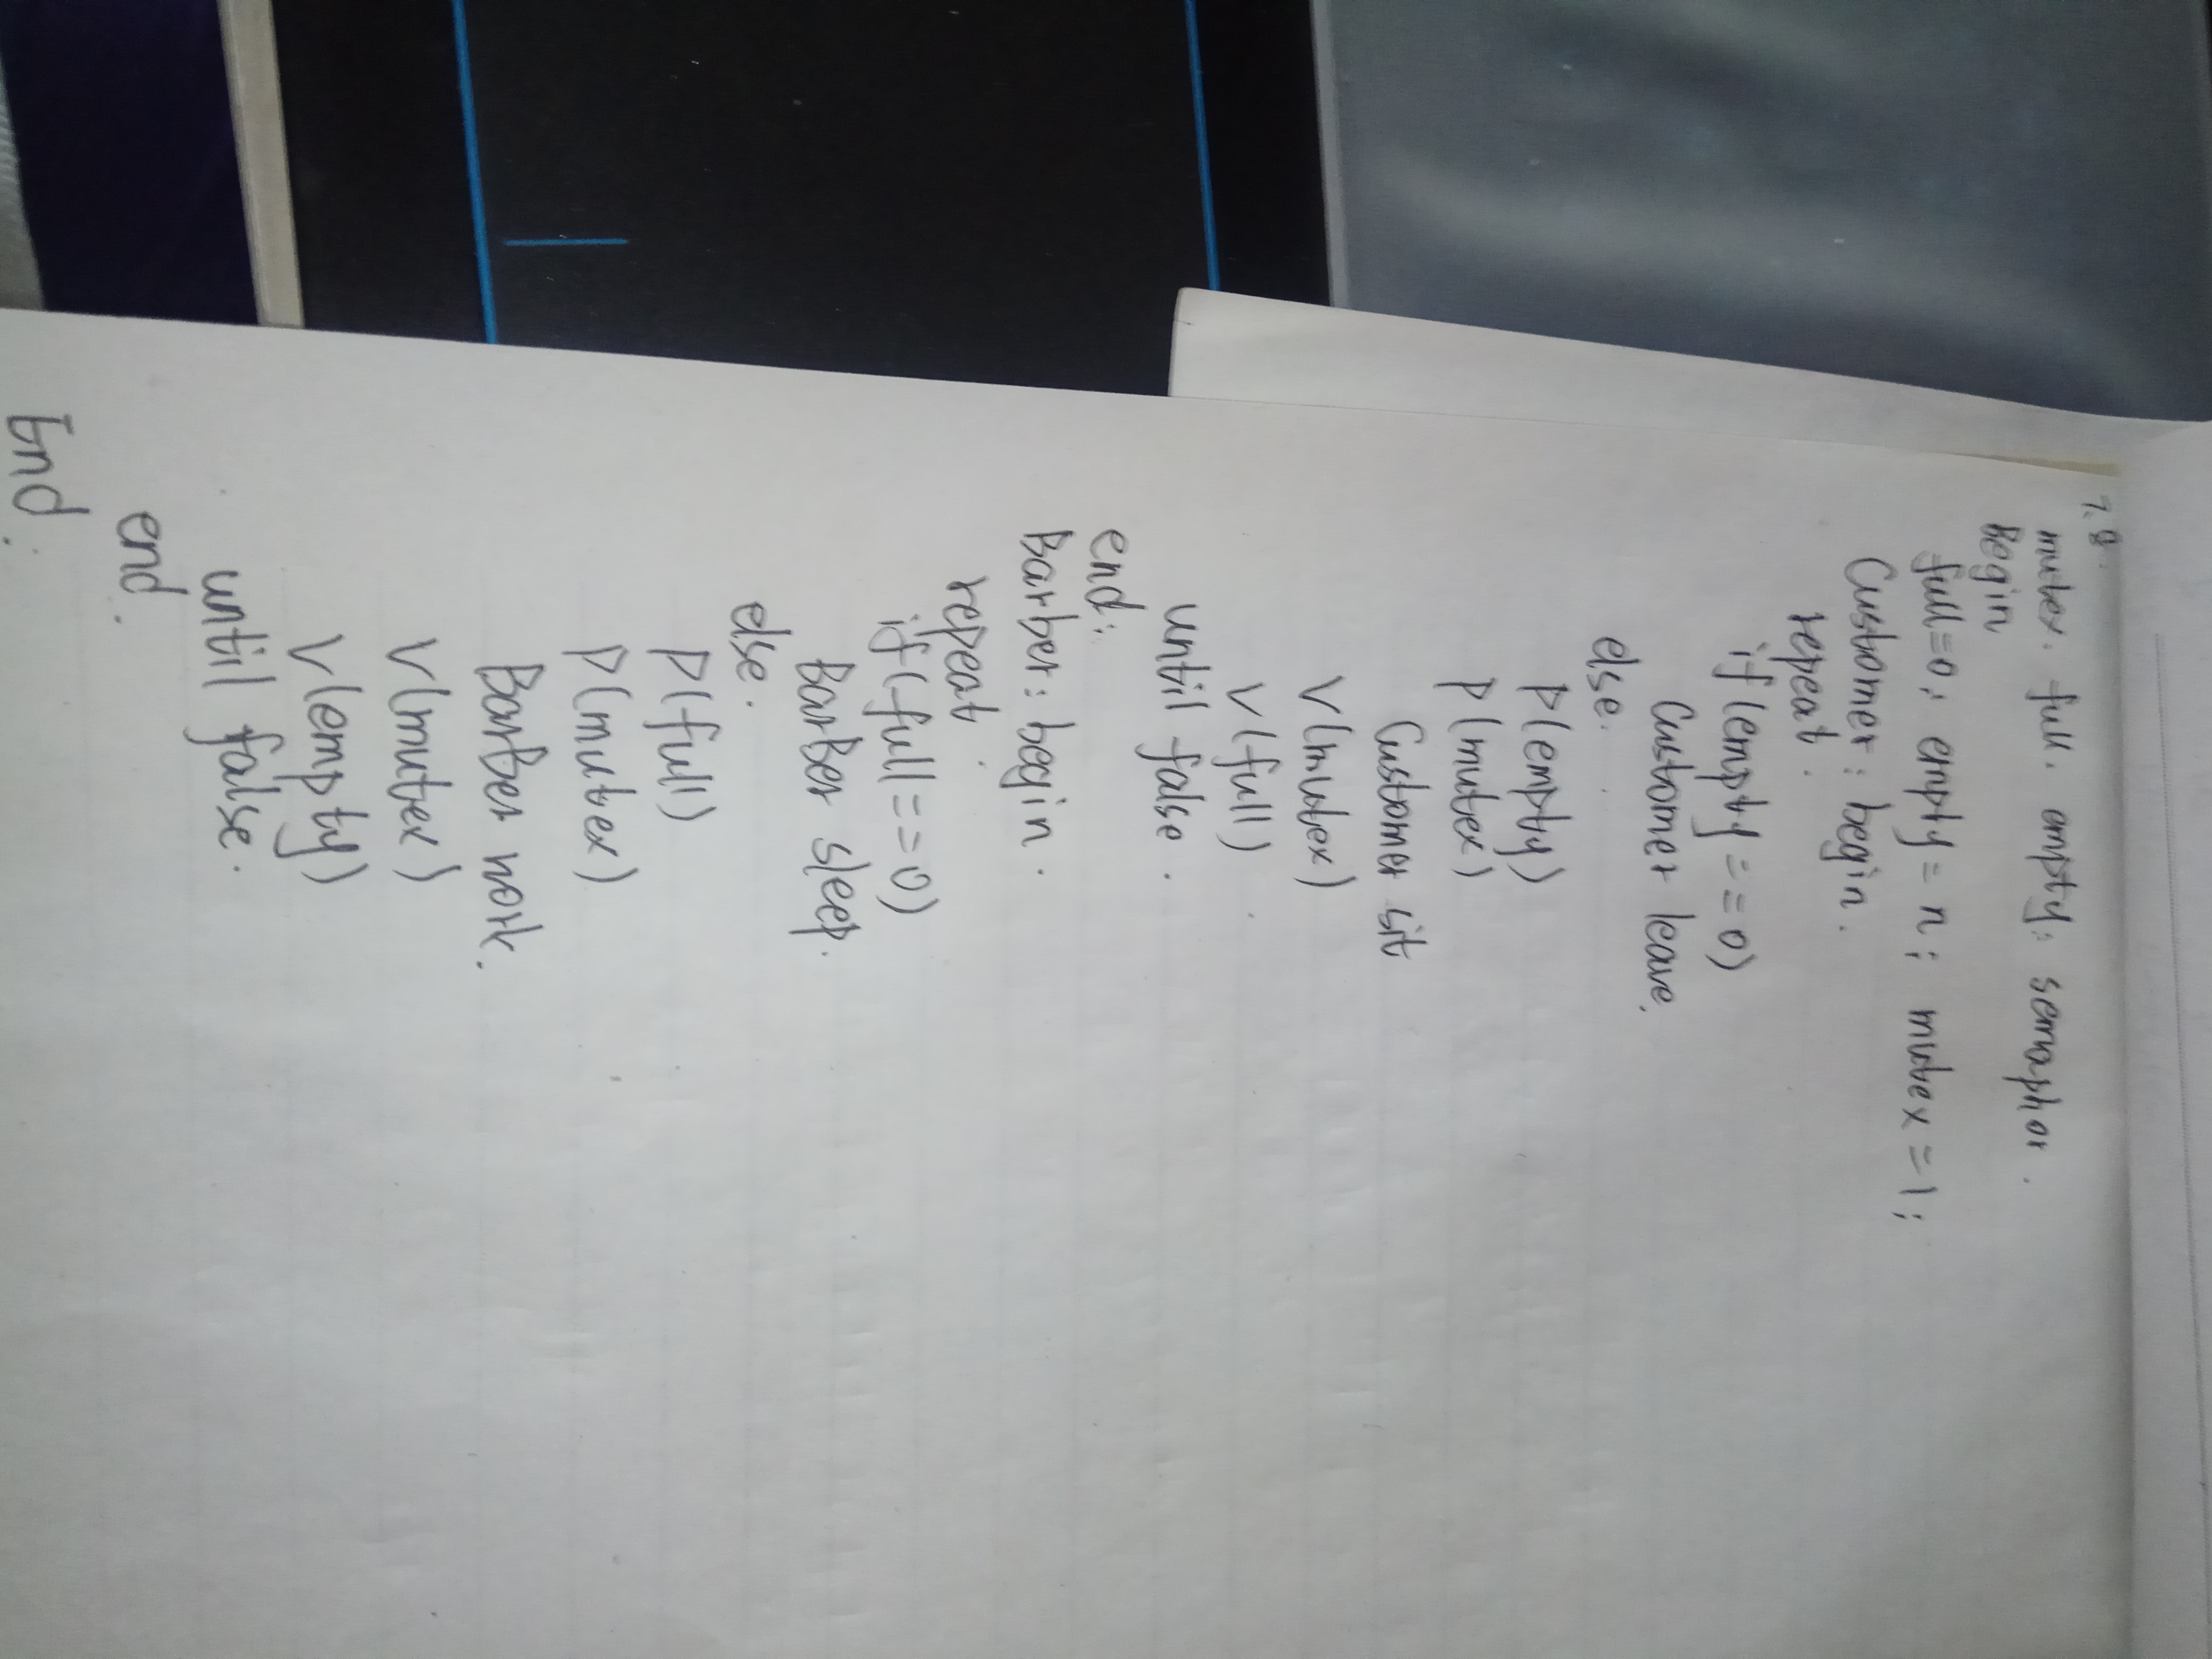 7.8.
mutex. full. empty: semaphor.
Begin
full=0; empty=n; mutex=1;
Customer: begin.
repeat.
if(empty==0)
Customer leave.
else.
P(empty)
P(mutex)
Customer sit
V(mutex)
V(full)
until false.
end;
Barber: begin.
repeat
if(full==0)
BarBer sleep.
else.
P(full)
P(mutex)
BarBer work.
V(mutex)
V(empty)
until false.
end.
End.